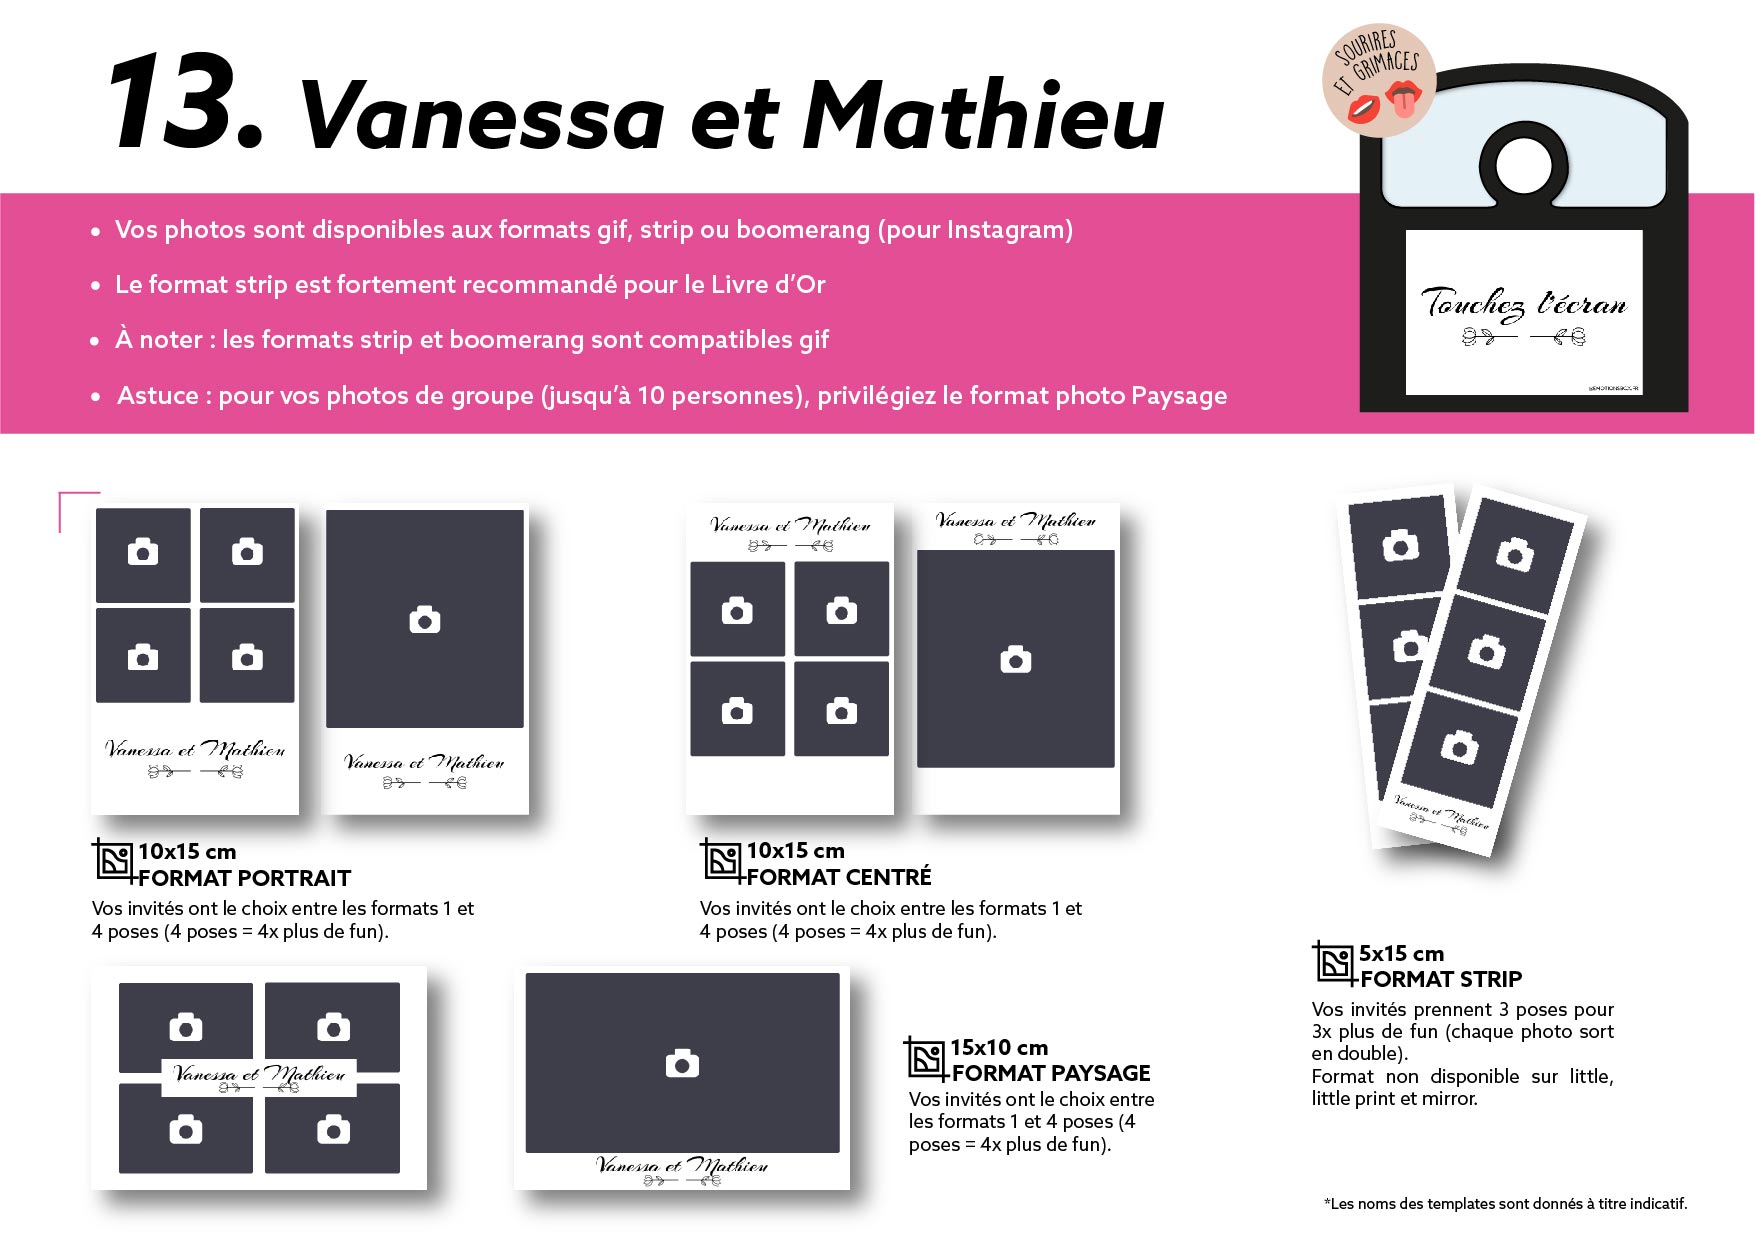 13. Vanessa et Mathieu
SOURIRES
ET GRIMACES
• Vos photos sont disponibles aux formats gif, strip ou boomerang (pour Instagram)
• Le format strip est fortement recommandé pour le Livre d’Or
• À noter : les formats strip et boomerang sont compatibles gif
• Astuce : pour vos photos de groupe (jusqu’à 10 personnes), privilégiez le format photo Paysage
Touchez l'écran
Vanessa et Mathieu
Vanessa et Mathieu
10x15 cm
FORMAT PORTRAIT
Vos invités ont le choix entre les formats 1 et
4 poses (4 poses = 4x plus de fun).
Vanessa et Mathieu
Vanessa et Mathieu
10x15 cm
FORMAT CENTRÉ
Vos invités ont le choix entre les formats 1 et
4 poses (4 poses = 4x plus de fun).
Vanessa et Mathieu
5x15 cm
FORMAT STRIP
Vos invités prennent 3 poses pour
3x plus de fun (chaque photo sort
en double).
Format non disponible sur little,
little print et mirror.
Vanessa et Mathieu
Vanessa et Mathieu
15x10 cm
FORMAT PAYSAGE
Vos invités ont le choix entre
les formats 1 et 4 poses (4
poses = 4x plus de fun).
*Les noms des templates sont donnés à titre indicatif.